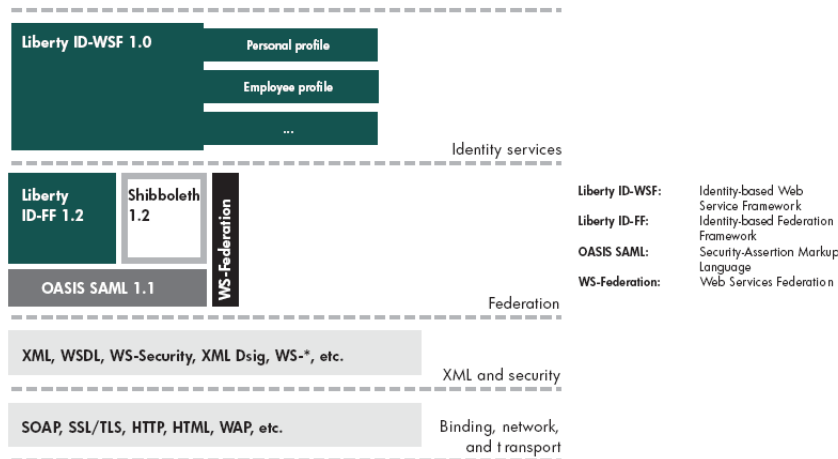 Liberty ID-WSF 1.0
Personal profile
Employee profile
...
Identity services
Liberty
ID-FF 1.2
Shibboleth
1.2
WS-Federation
OASIS SAML 1.1
Federation
Liberty ID-WSF: Identity-based Web
Service Framework
Liberty ID-FF: Identity-based Federation
Framework
OASIS SAML: Security-Assertion Markup
Language
WS-Federation: Web Services Federation
XML, WSDL, WS-Security, XML Dsig, WS-*, etc.
XML and security
SOAP, SSL/TLS, HTTP, HTML, WAP, etc.
Binding, network,
and t ransport